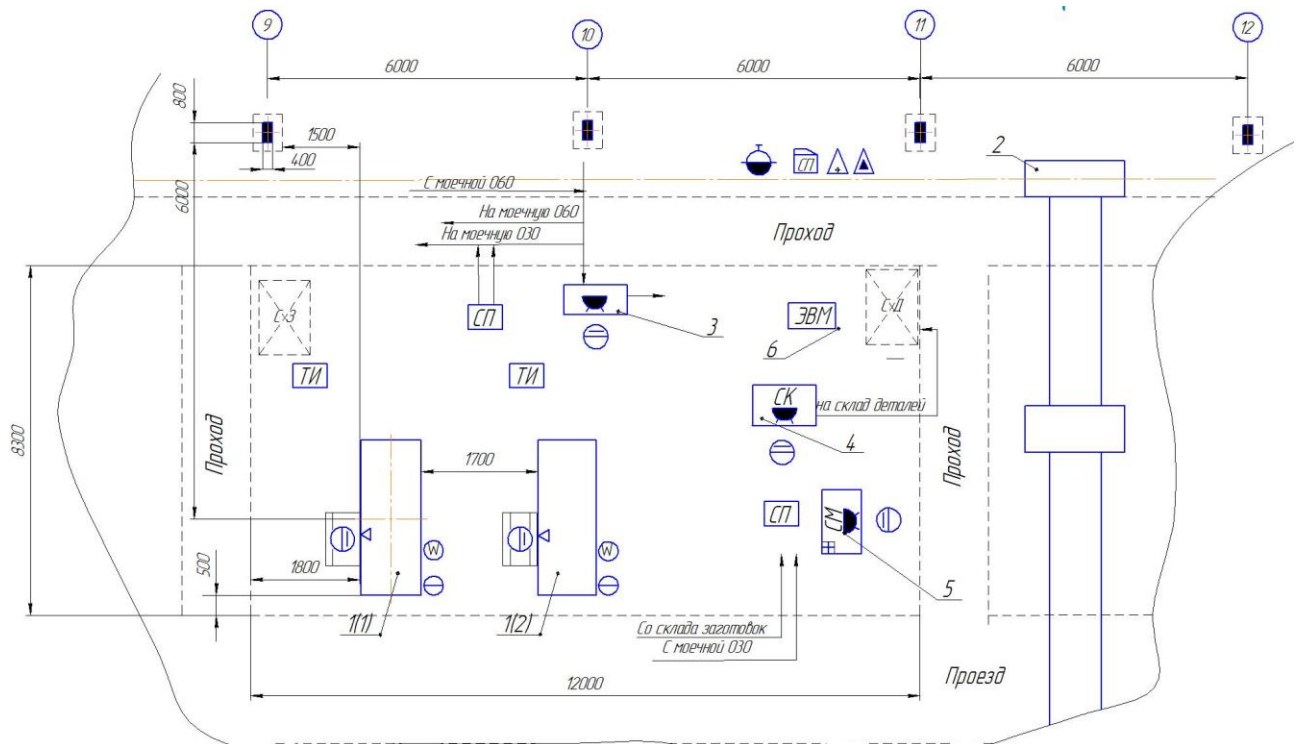 9
10
11
12
6000
6000
6000
800
1500
400
СП
2
С моечной 060
6000
На моечную 060
На моечную 030
Проход
СхЗ
СП
3
ЭВМ
СхД
6
ТИ
ТИ
СК
на склад деталей
4
8300
Проход
1700
Проход
СП
СМ
W
W
500
1800
5
1(1)
1(2)
Со склада заготовок
С моечной 030
Проезд
12000